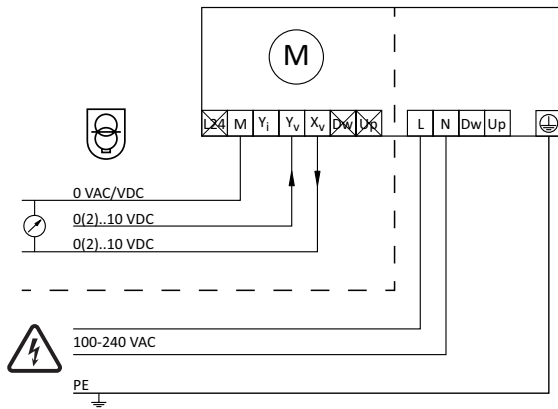 M
L24 M Yi Yv Xv Dw Up L N Dw Up
0 VAC/VDC
0(2)..10 VDC
0(2)..10 VDC
100-240 VAC
PE